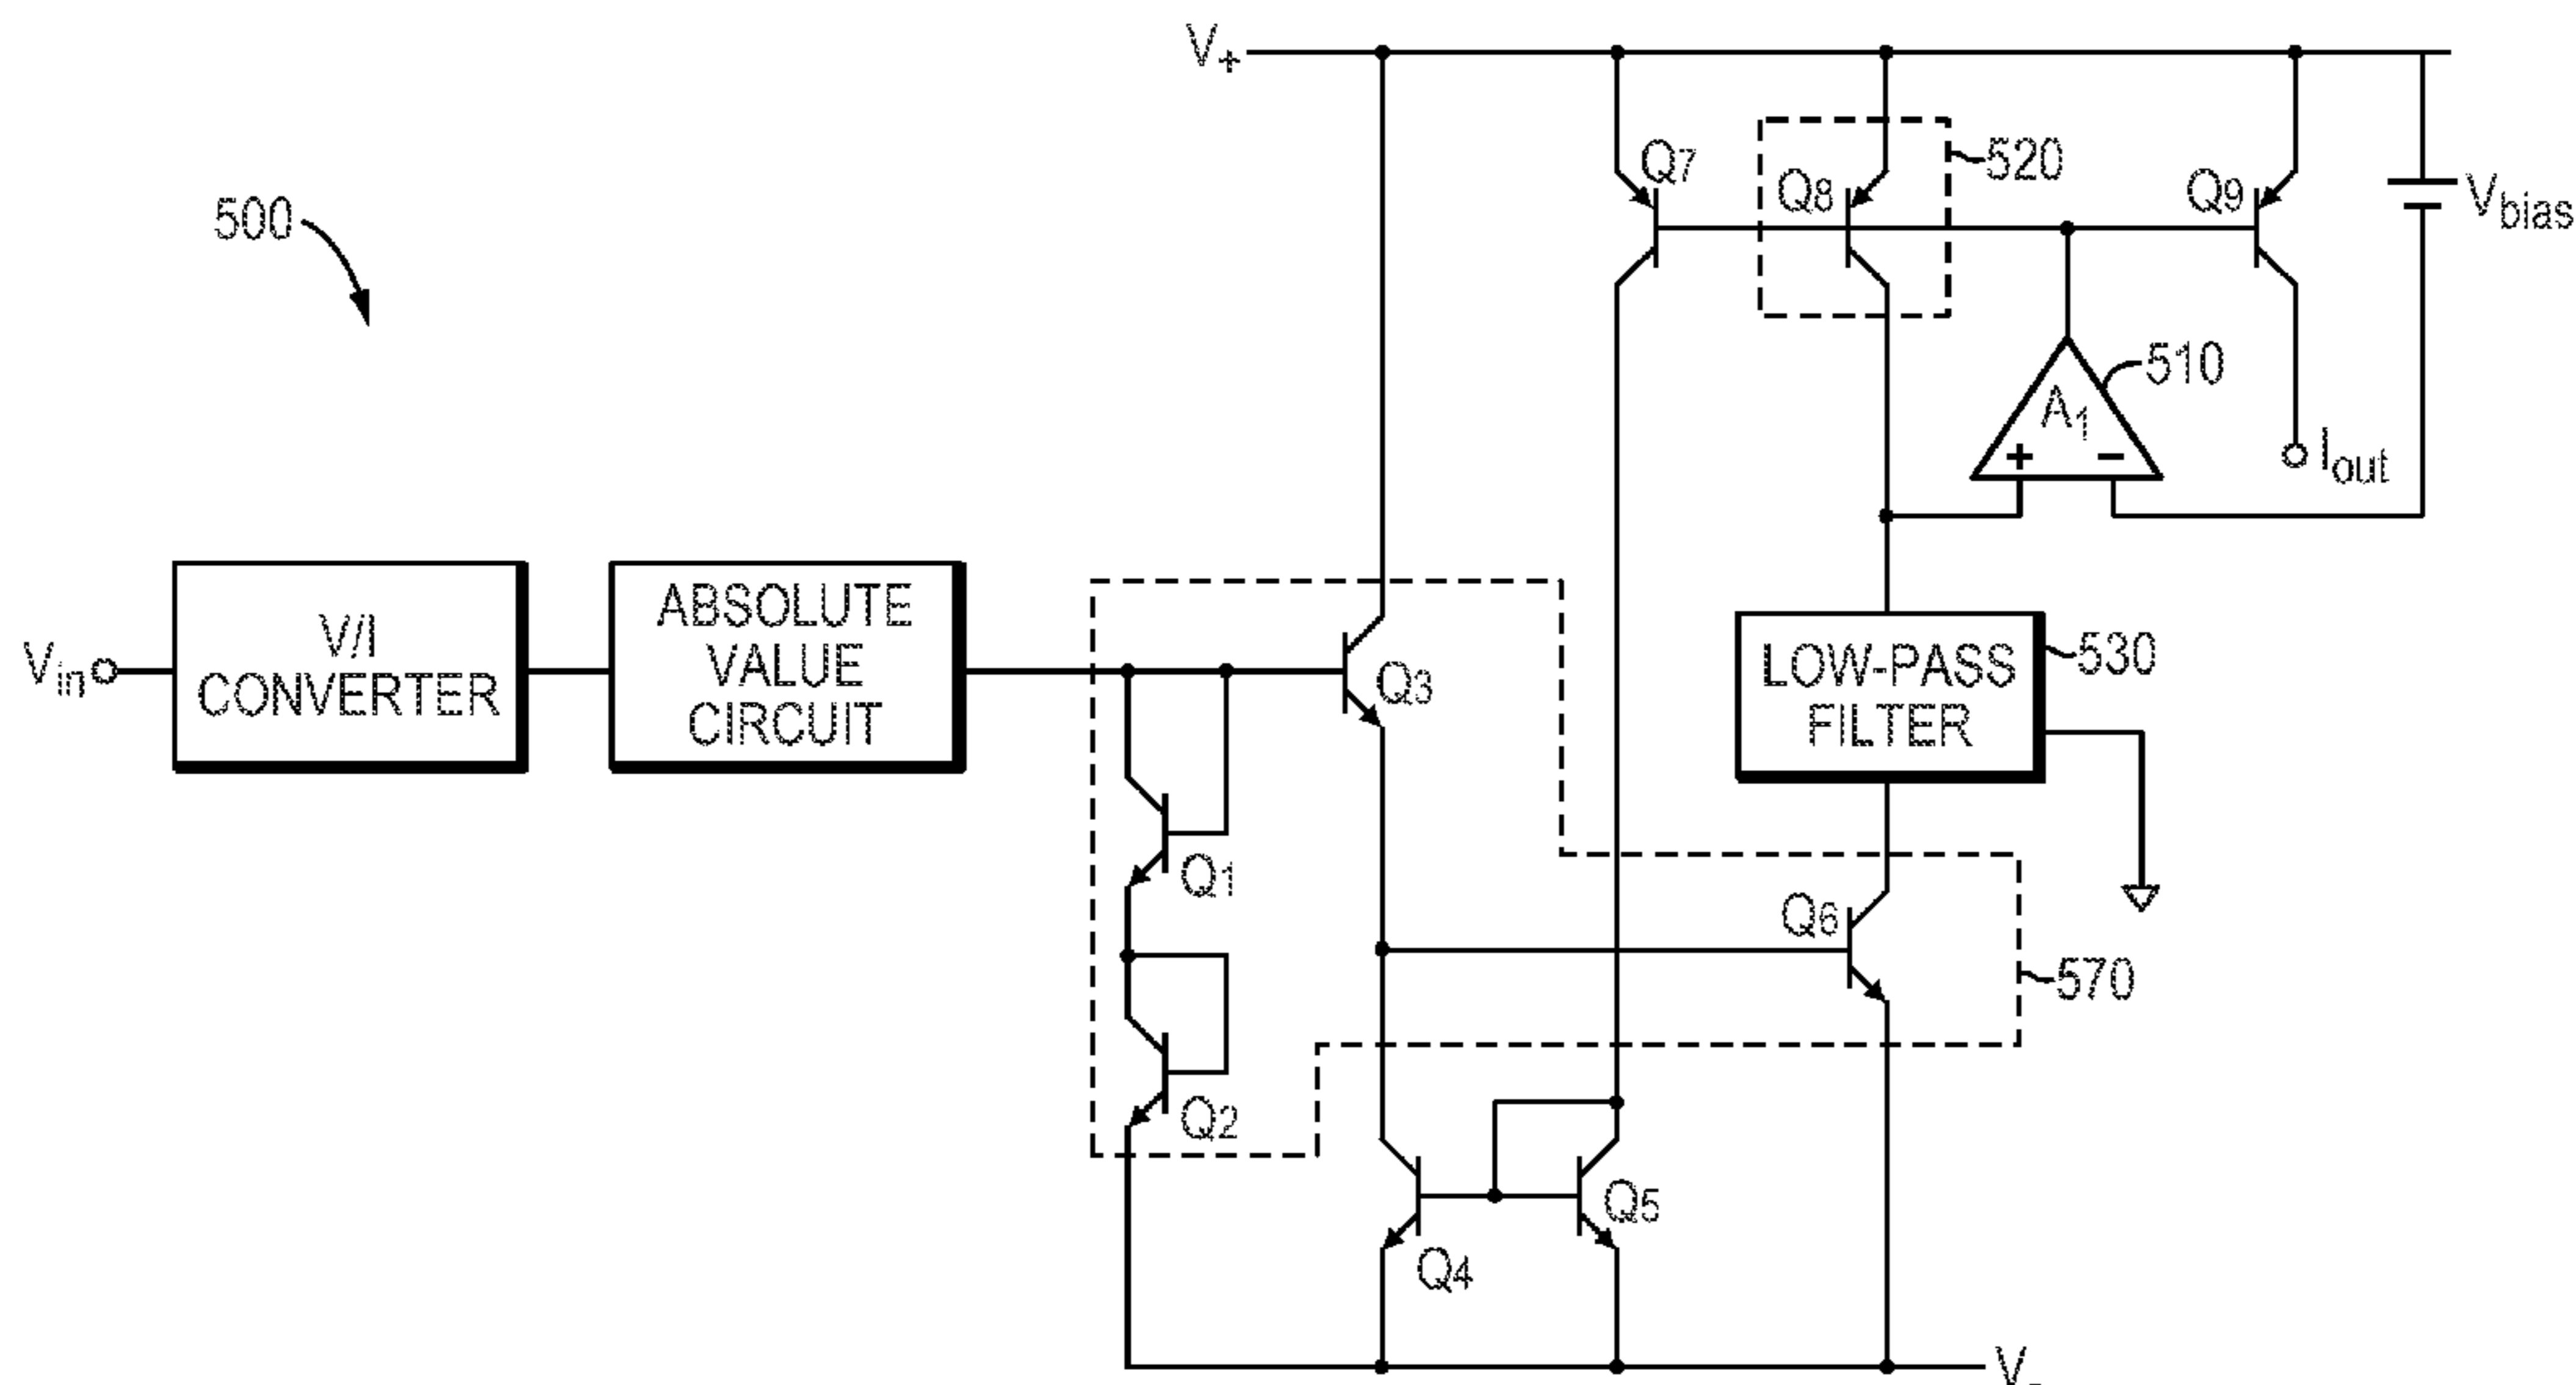 V+
Q7
520
Q8
Q9
Vbias
500
510
A1
+ −
Iout
Vin
V/I
CONVERTER
ABSOLUTE
VALUE
CIRCUIT
Q3
LOW-PASS
FILTER
530
Q1
Q6
570
Q2
Q5
Q4
V-